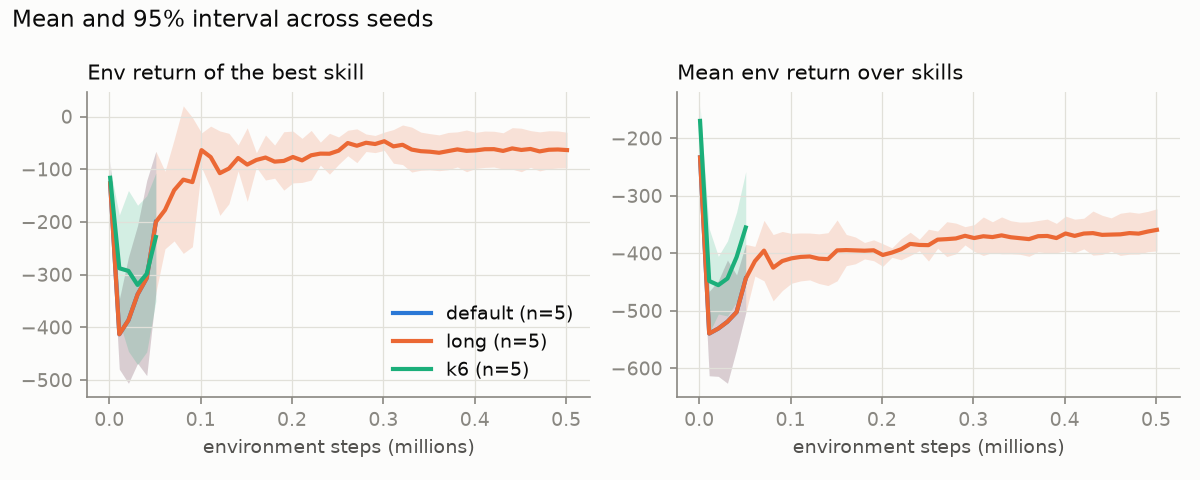 Mean and 95% interval across seeds
Env return of the best skill
0
−100
−200
−300
−400
−500
0.0 0.1 0.2 0.3 0.4 0.5
environment steps (millions)
default (n=5)
long (n=5)
k6 (n=5)
Mean env return over skills
−200
−300
−400
−500
−600
0.0 0.1 0.2 0.3 0.4 0.5
environment steps (millions)